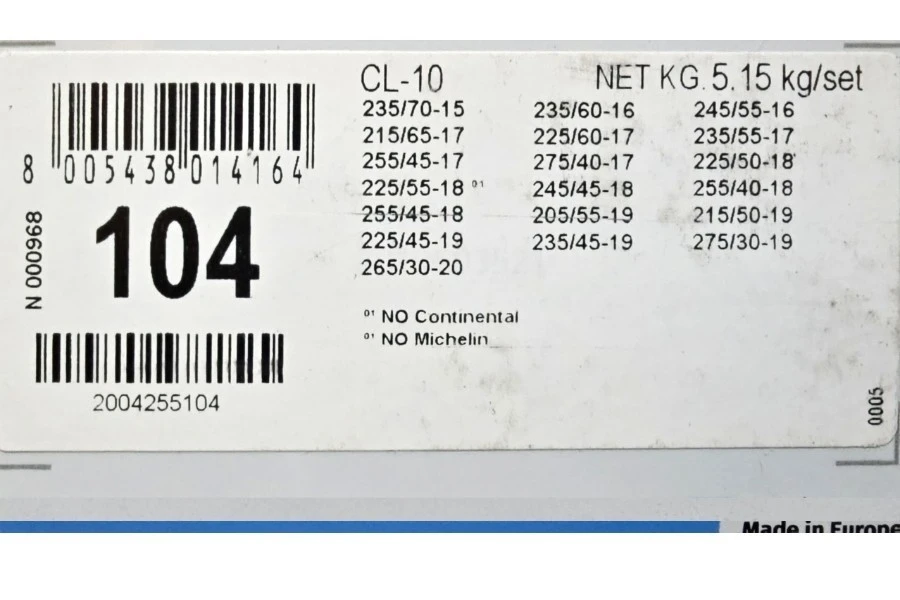 CL-10 NET KG. 5.15 kg/set
235/70-15 235/60-16 245/55-16
215/65-17 225/60-17 235/55-17
255/45-17 275/40-17 225/50-18
225/55-18 01 245/45-18 255/40-18
255/45-18 205/55-19 215/50-19
225/45-19 235/45-19 275/30-19
265/30-20
01 NO Continental
01 NO Michelin
8 005438 014164
104
N 000968
2004255104
0005
Made in Europe